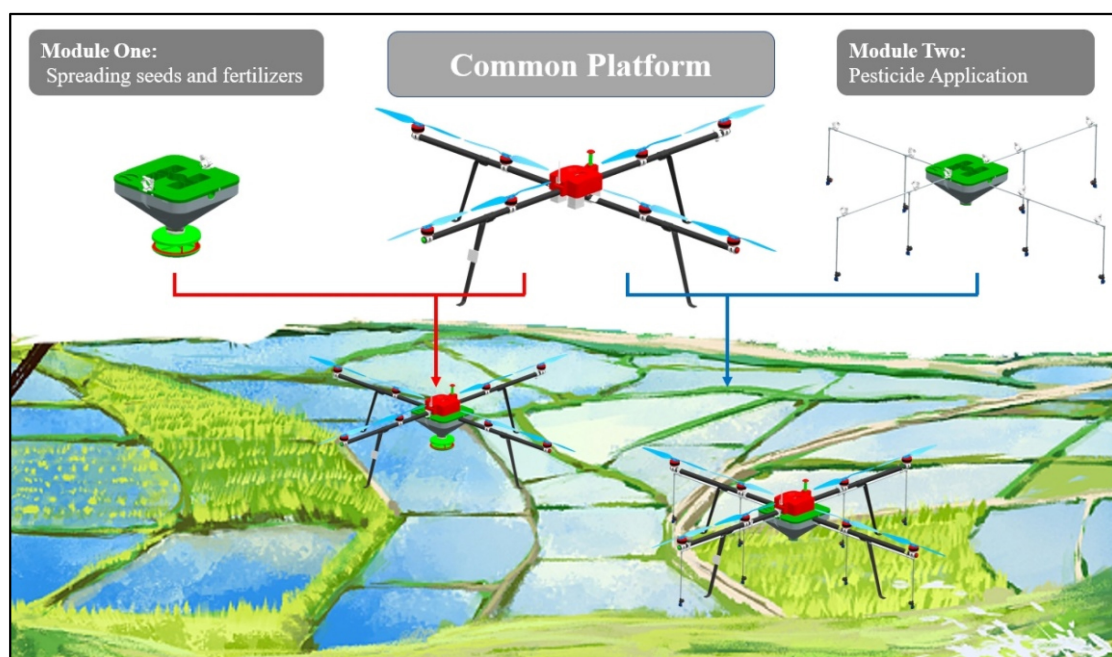 Module One:
Spreading seeds and fertilizers
Common Platform
Module Two:
Pesticide Application